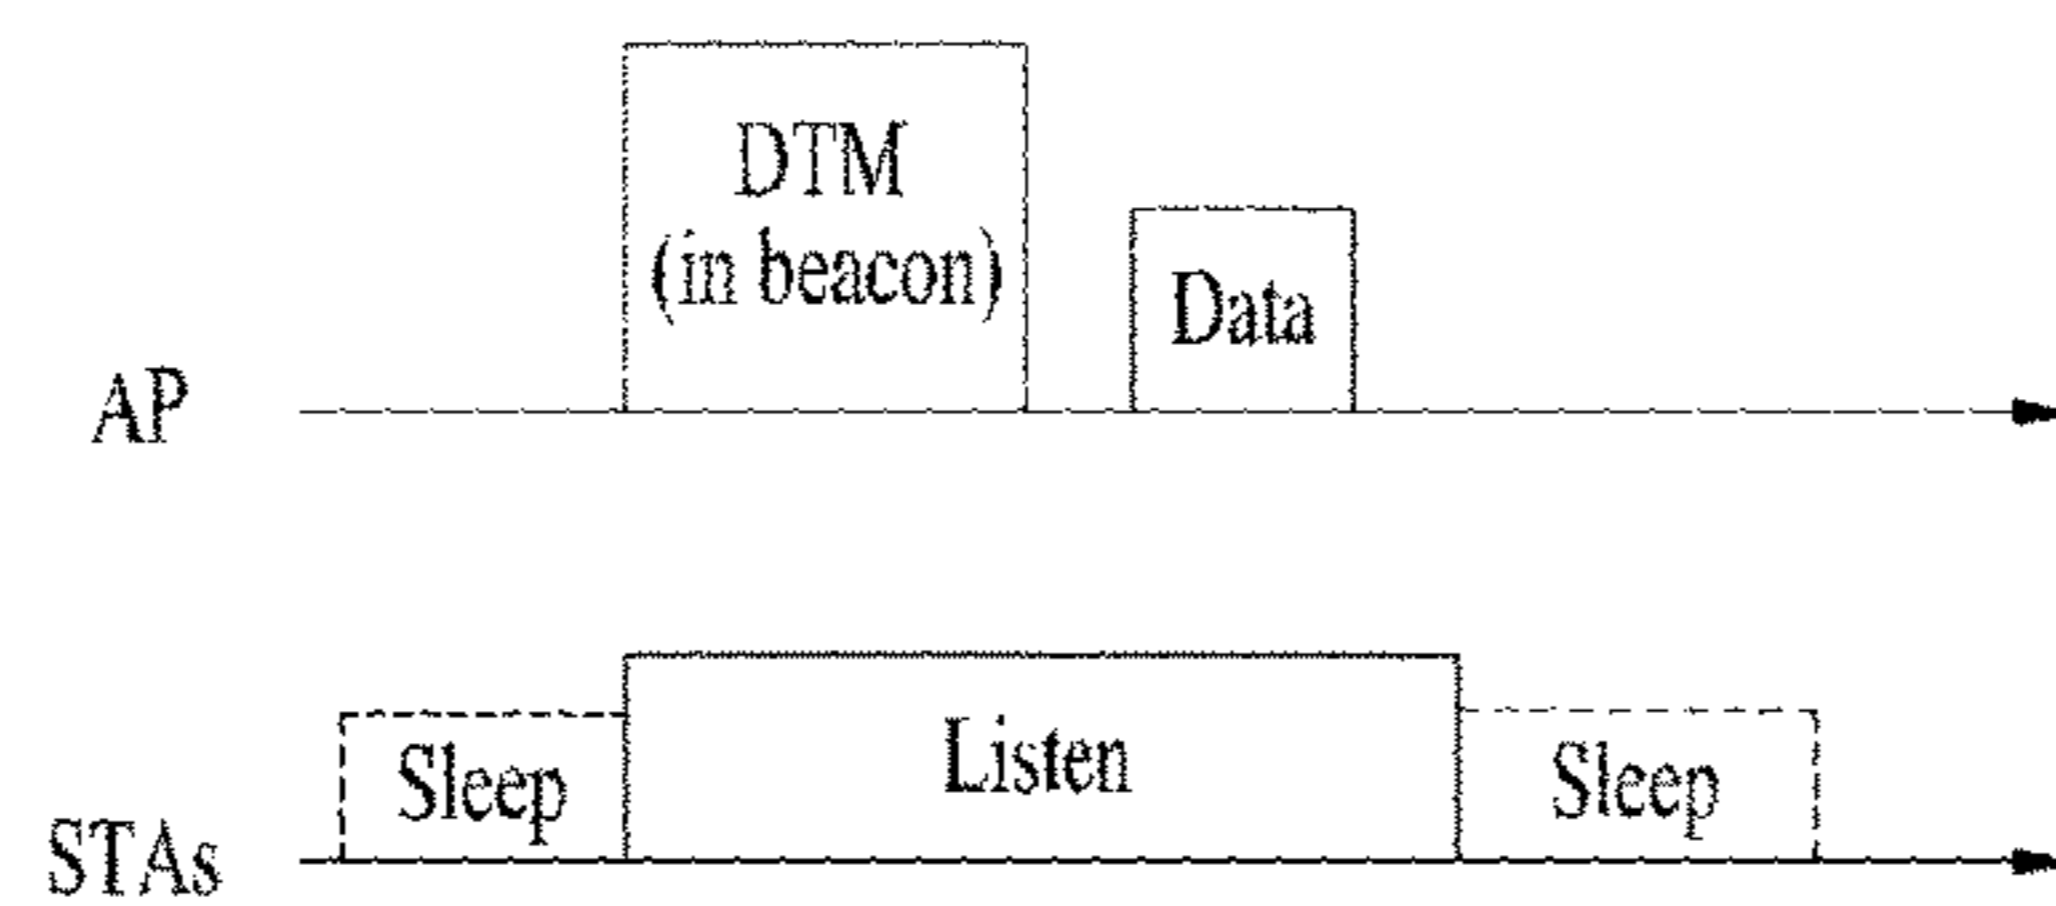 DTM
(in beacon)
Data
AP
Sleep
Listen
Sleep
STAs